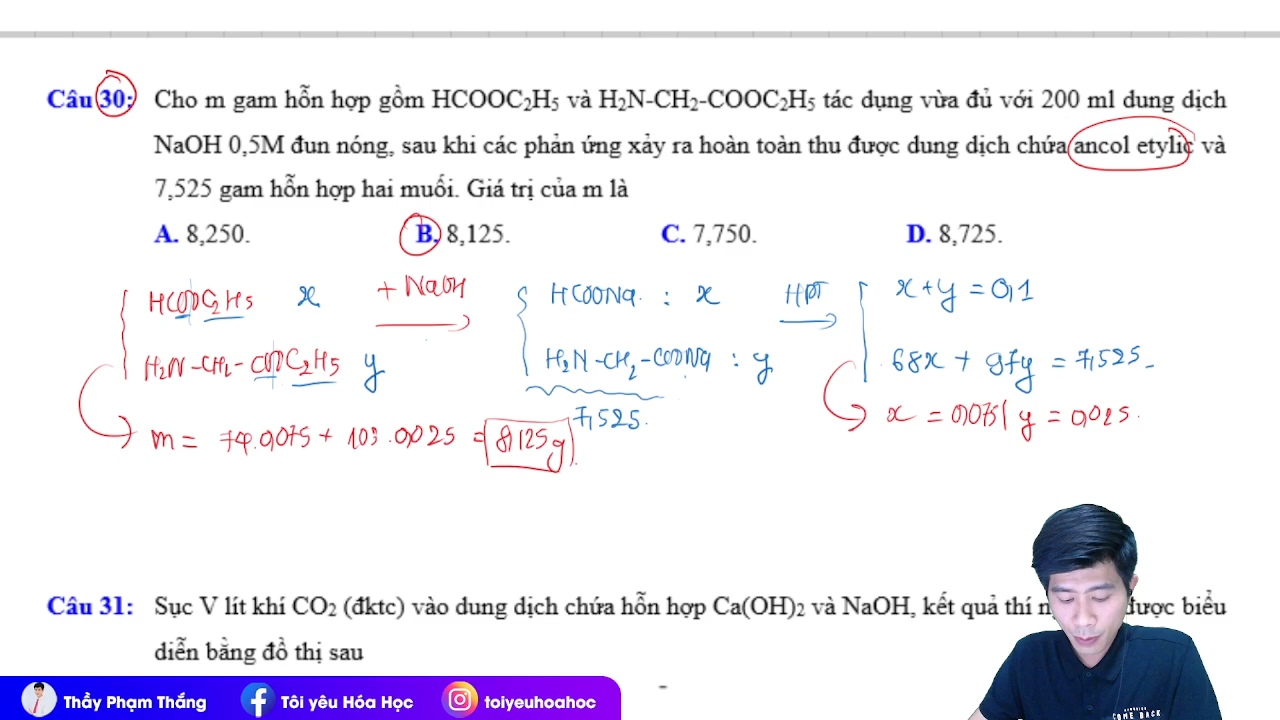 Câu 30: Cho m gam hỗn hợp gồm HCOOC₂H₅ và H₂N-CH₂-COOC₂H₅ tác dụng vừa đủ với 200 ml dung dịch
NaOH 0,5M đun nóng, sau khi các phản ứng xảy ra hoàn toàn thu được dung dịch chứa ancol etylic và
7,525 gam hỗn hợp hai muối. Giá trị của m là
A. 8,250. B. 8,125. C. 7,750. D. 8,725.
HCOOC₂H₅ x + NaOH HCOONa : x HPT x + y = 0,1
H₂N-CH₂-COOC₂H₅ y H₂N-CH₂-COONa : y 68x + 97y = 7,525
7,525 x = 0,075 | y = 0,025
m = 74.0,075 + 103.0,025 = 8,125g
Câu 31: Sục V lít khí CO₂ (đktc) vào dung dịch chứa hỗn hợp Ca(OH)₂ và NaOH, kết quả thí được biểu
diễn bằng đồ thị sau
COME BACK
Thầy Phạm Thắng Tôi yêu Hóa Học toiyeuhoahoc